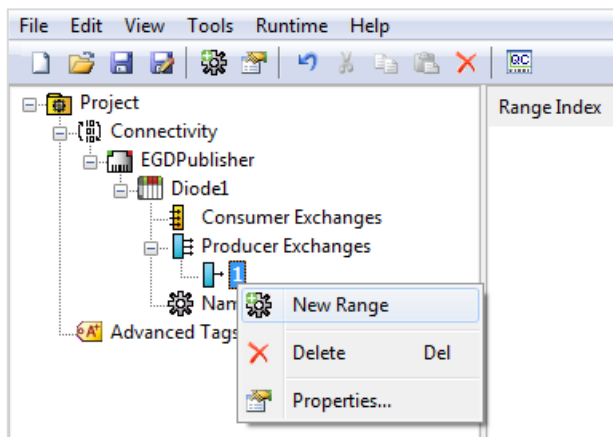 File Edit View Tools Runtime Help
QC
Project
Range Index
Connectivity
EGDPublisher
Diode1
Consumer Exchanges
Producer Exchanges
1
Nam
New Range
Advanced Tags
A+
Delete Del
Properties...